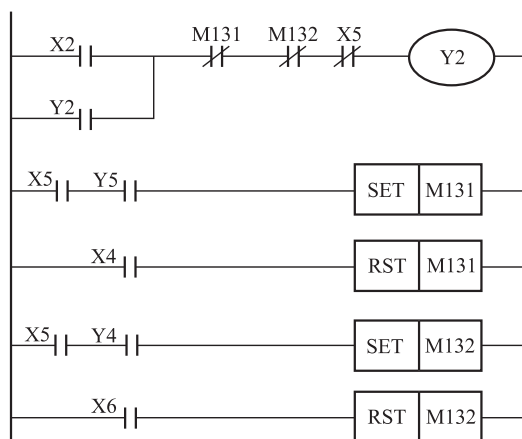 X2 M131 M132 X5 Y2
Y2
X5 Y5 SET M131
X4 RST M131
X5 Y4 SET M132
X6 RST M132